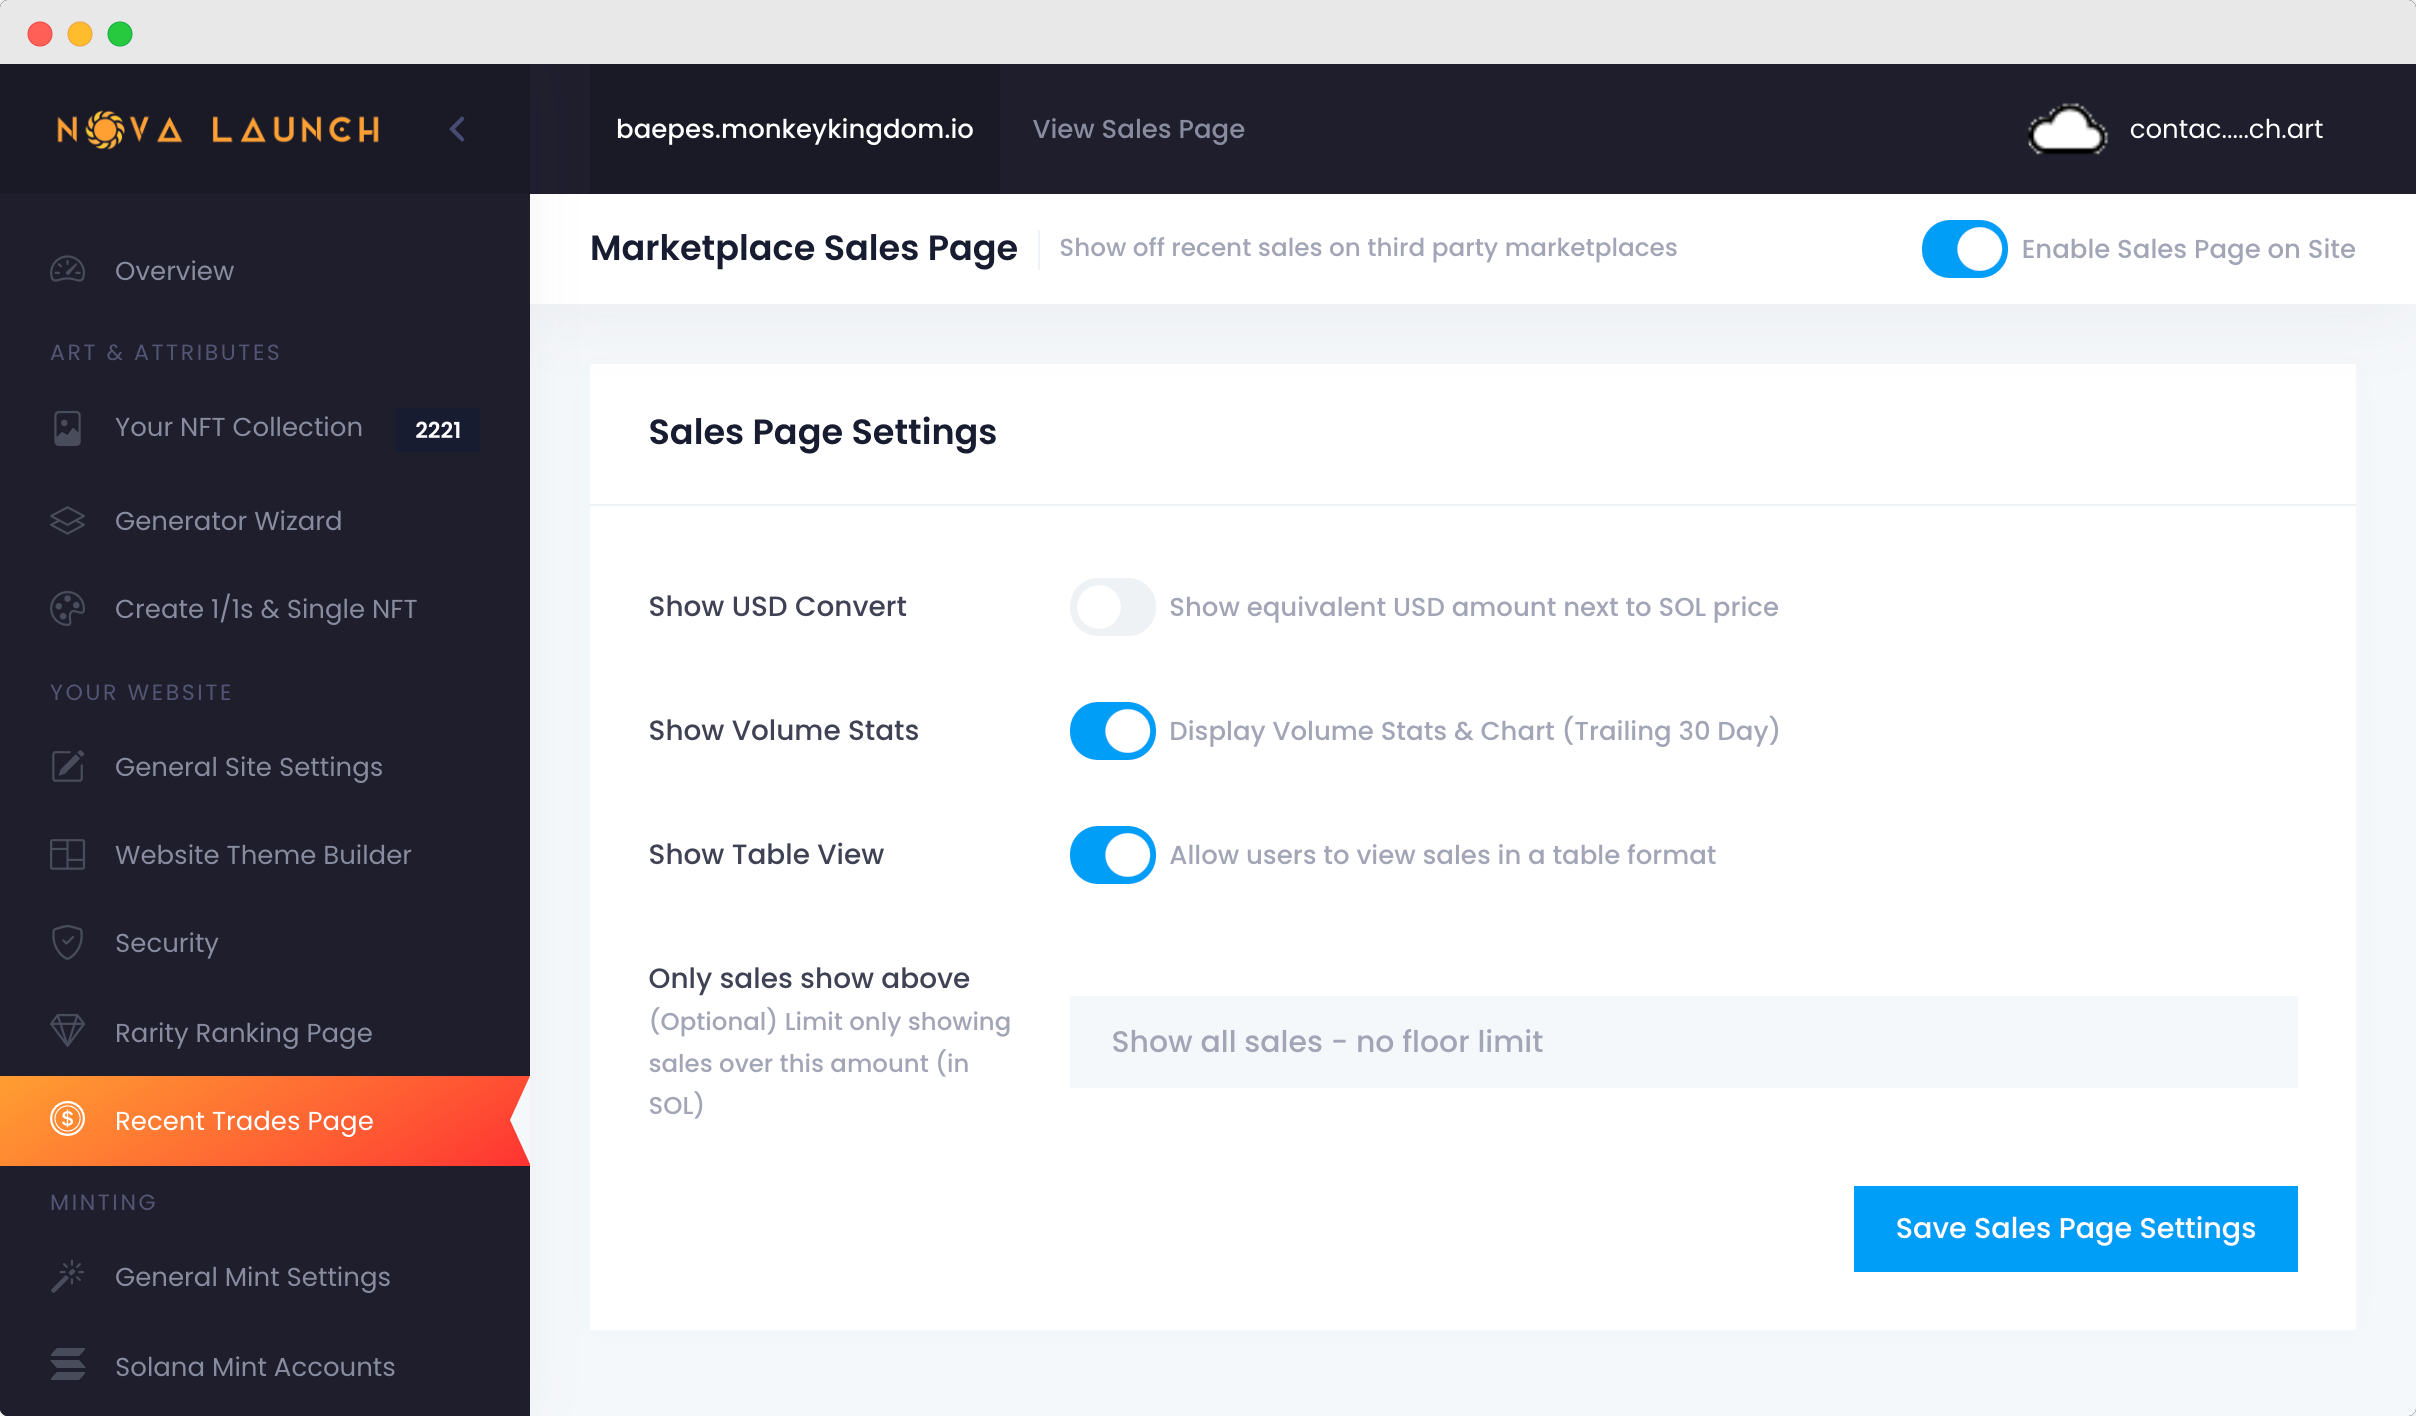 NOVA LAUNCH
baepes.monkeykingdom.io
View Sales Page
contac.....ch.art
Overview
ART & ATTRIBUTES
Your NFT Collection
2221
Generator Wizard
Create 1/1s & Single NFT
YOUR WEBSITE
General Site Settings
Website Theme Builder
Security
Rarity Ranking Page
$
Recent Trades Page
MINTING
General Mint Settings
Solana Mint Accounts
Marketplace Sales Page
Show off recent sales on third party marketplaces
Enable Sales Page on Site
Sales Page Settings
Show USD Convert
Show equivalent USD amount next to SOL price
Show Volume Stats
Display Volume Stats & Chart (Trailing 30 Day)
Show Table View
Allow users to view sales in a table format
Only sales show above
(Optional) Limit only showing
sales over this amount (in
SOL)
Show all sales - no floor limit
Save Sales Page Settings